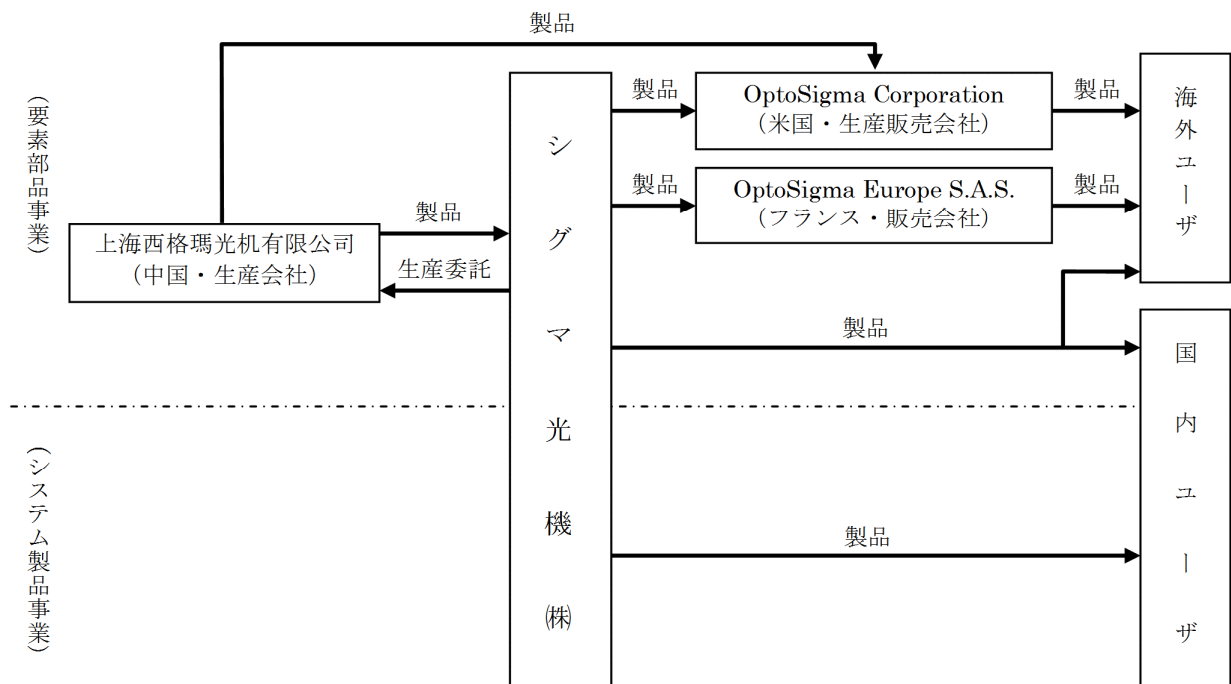 製品
（要素部品事業）
上海西格瑪光机有限公司
（中国・生産会社）
製品
生産委託
シグマ光機㈱
製品
OptoSigma Corporation
（米国・生産販売会社）
製品
製品
OptoSigma Europe S.A.S.
（フランス・販売会社）
製品
海外ユーザ
製品
国内ユーザ
（システム製品事業）
製品